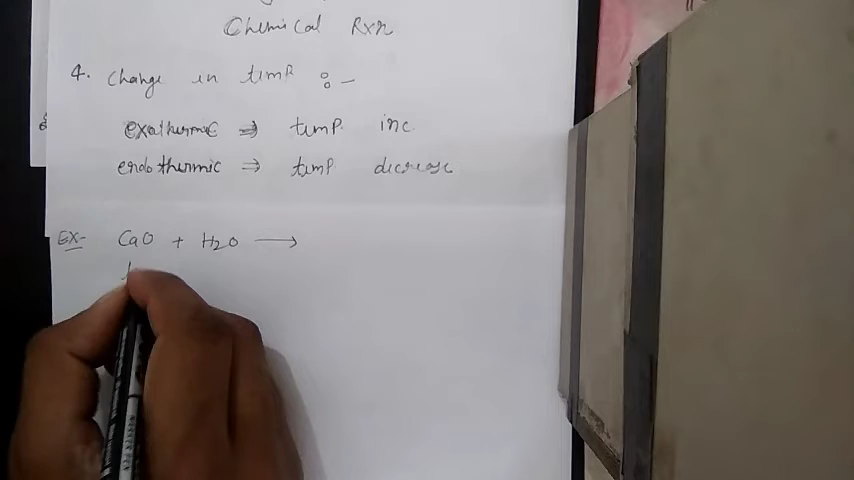 Chemical Rxn
4. Change in temp :-
exothermic ⇒ temp. inc.
endothermic ⇒ temp decrease
EX- CaO + H2O →